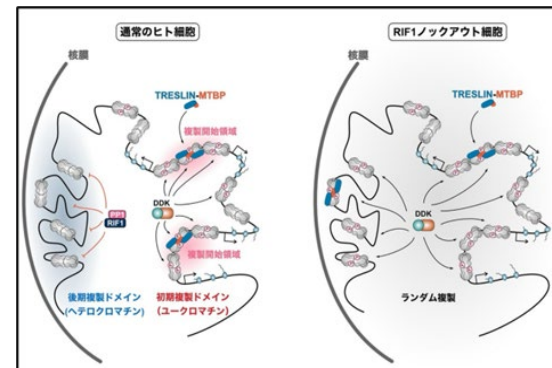 通常のヒト細胞
核膜
TRESLIN-MTBP
複製開始領域
DDK
PP1
RIF1
複製開始領域
後期複製ドメイン
(ヘテロクロマチン)
初期複製ドメイン
(ユークロマチン)
RIF1ノックアウト細胞
核膜
TRESLIN-MTBP
DDK
ランダム複製